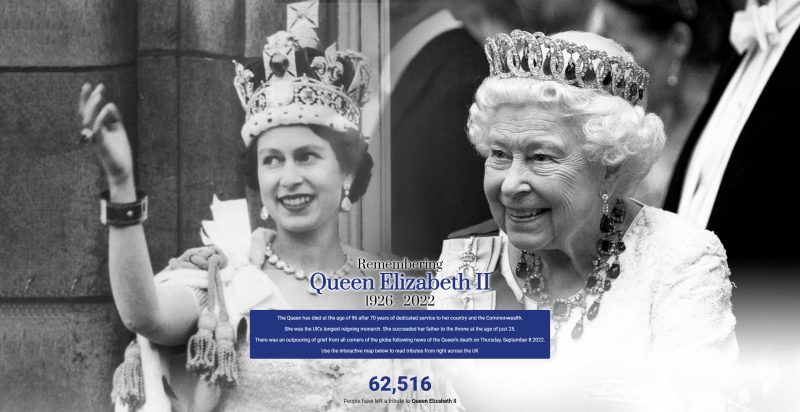 Remembering
Queen Elizabeth II
1926 - 2022
The Queen has died at the age of 96 after 70 years of dedicated service to her country and the Commonwealth.
She was the UK's longest reigning monarch. She succeeded her father to the throne at the age of just 25.
There was an outpouring of grief from all corners of the globe following news of the Queen's death on Thursday, September 8 2022.
Use the interactive map below to read tributes from right across the UK
62,516
People have left a tribute to Queen Elizabeth II